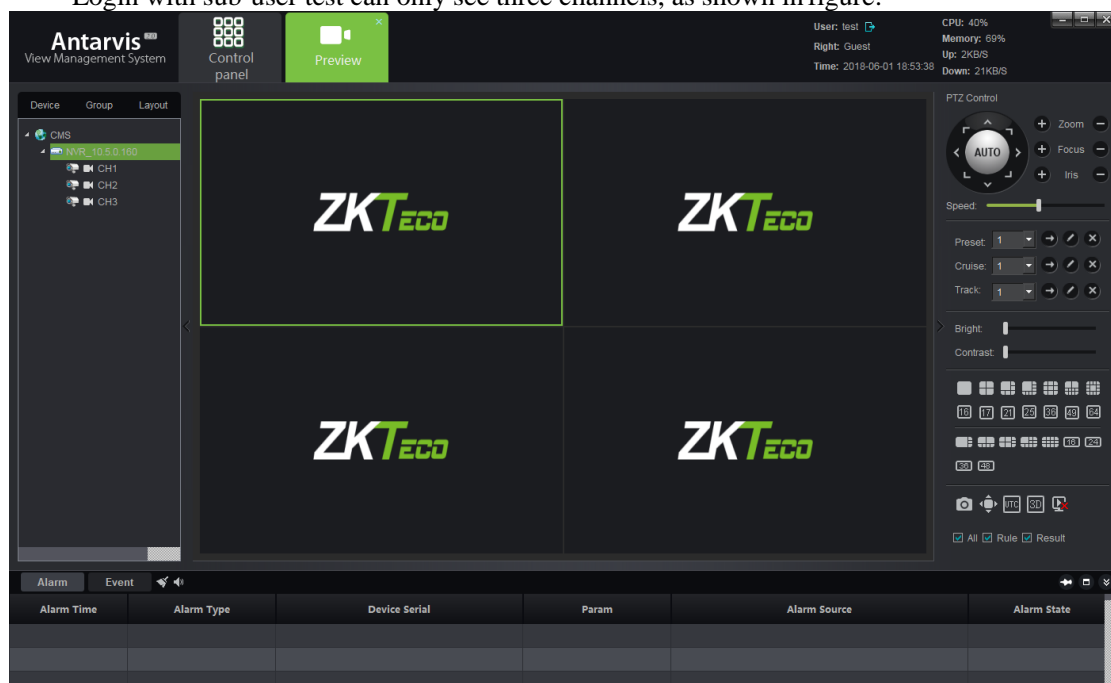 Login with sub-user test can only see three channels, as shown in figure.
Antarvis
View Management System
Control panel
Preview
User: test
Right: Guest
Time: 2018-06-01 18:53:38
CPU: 40%
Memory: 69%
Up: 2KB/S
Down: 21KB/S
Device Group Layout
CMS
NVR_10.5.0.160
CH1
CH2
CH3
ZKTECO
ZKTECO
ZKTECO
ZKTECO
PTZ Control
AUTO
Zoom
Focus
Iris
Speed:
Preset: 1
Cruise: 1
Track: 1
Bright:
Contrast:
16 17 21 25 36 49 64
16 24
36 48
UTC 3D
All Rule Result
Alarm Event
Alarm Time Alarm Type Device Serial Param Alarm Source Alarm State